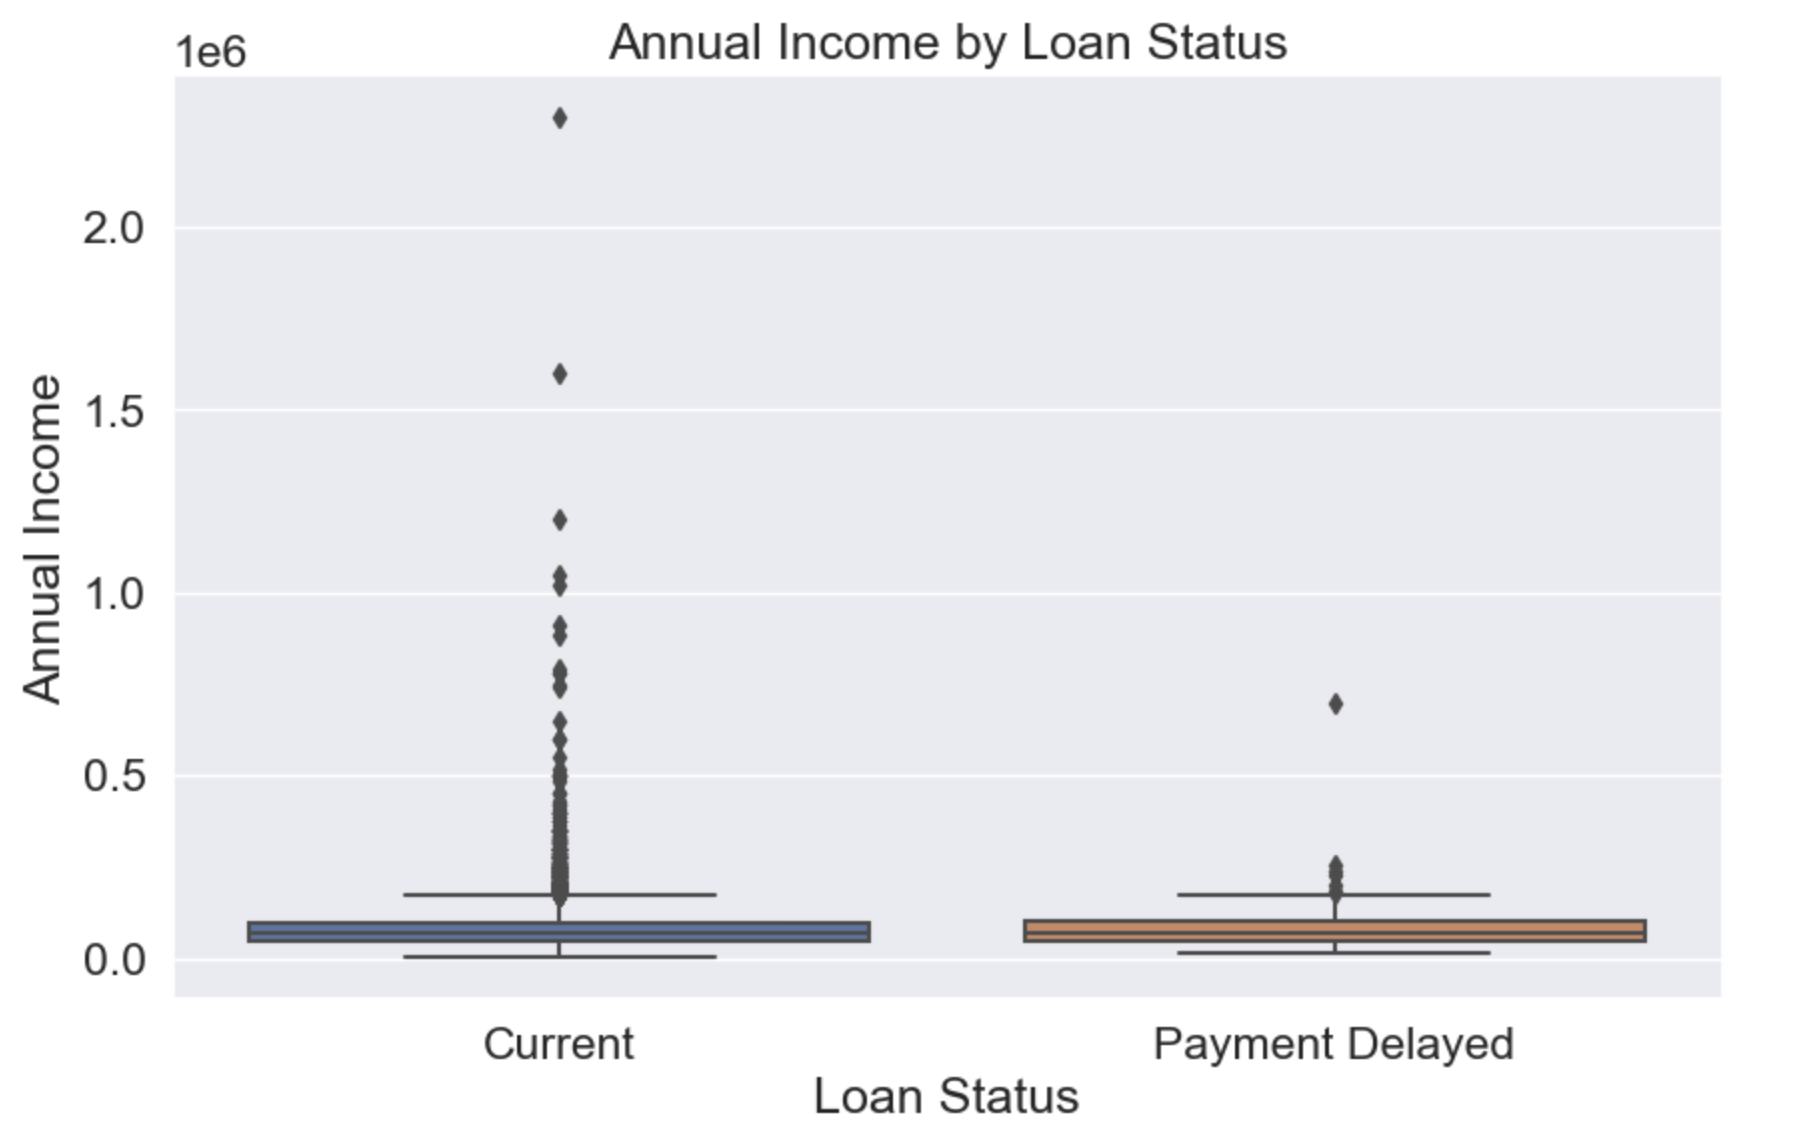 Annual Income by Loan Status
1e6
2.0
1.5
1.0
0.5
0.0
Annual Income
Current
Payment Delayed
Loan Status